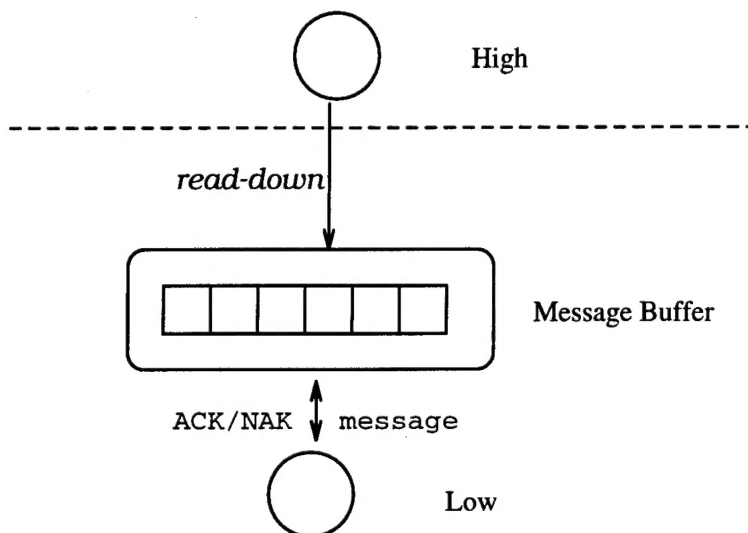 High
read-down
Message Buffer
ACK/NAK message
Low